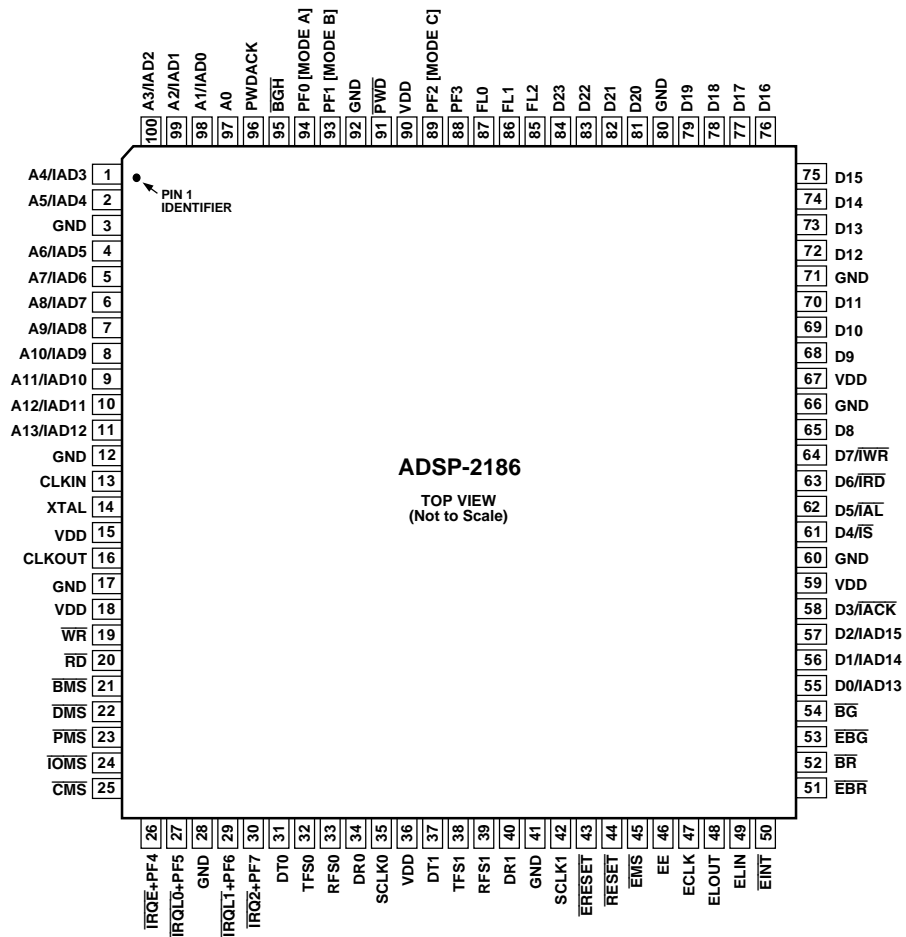 A3/IAD2
A2/IAD1
A1/IAD0
A0
PWDACK
BGH
PF0 [MODE A]
PF1 [MODE B]
GND
PWD
VDD
PF2 [MODE C]
PF3
FL0
FL1
FL2
D23
D22
D21
D20
GND
D19
D18
D17
D16
100 99 98 97 96 95 94 93 92 91 90 89 88 87 86 85 84 83 82 81 80 79 78 77 76
A4/IAD3 1
A5/IAD4 2
GND 3
A6/IAD5 4
A7/IAD6 5
A8/IAD7 6
A9/IAD8 7
A10/IAD9 8
A11/IAD10 9
A12/IAD11 10
A13/IAD12 11
GND 12
CLKIN 13
XTAL 14
VDD 15
CLKOUT 16
GND 17
VDD 18
WR 19
RD 20
BMS 21
DMS 22
PMS 23
IOMS 24
CMS 25
PIN 1
IDENTIFIER
ADSP-2186
TOP VIEW
(Not to Scale)
75 D15
74 D14
73 D13
72 D12
71 GND
70 D11
69 D10
68 D9
67 VDD
66 GND
65 D8
64 D7/IWR
63 D6/IRD
62 D5/IAL
61 D4/IS
60 GND
59 VDD
58 D3/IACK
57 D2/IAD15
56 D1/IAD14
55 D0/IAD13
54 BG
53 EBG
52 BR
51 EBR
26 27 28 29 30 31 32 33 34 35 36 37 38 39 40 41 42 43 44 45 46 47 48 49 50
IRQE+PF4
IRQL0+PF5
GND
IRQL1+PF6
IRQ2+PF7
DT0
TFS0
RFS0
DR0
SCLK0
VDD
DT1
TFS1
RFS1
DR1
GND
SCLK1
ERESET
RESET
EMS
EE
ECLK
ELOUT
ELIN
EINT